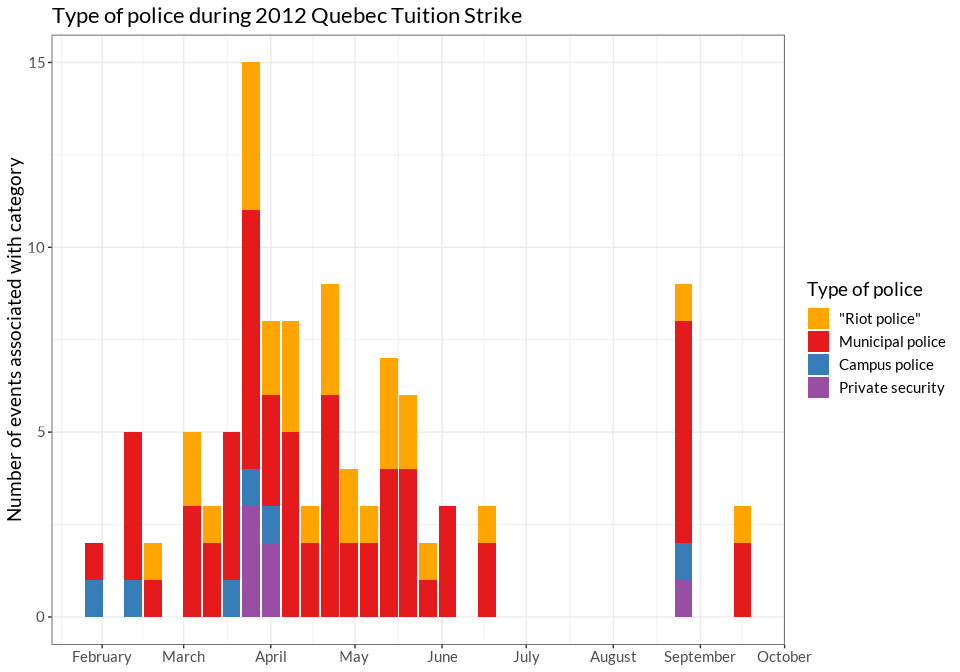 Type of police during 2012 Quebec Tuition Strike
Number of events associated with category
15
10
5
0
February March April May June July August September October
Type of police
"Riot police"
Municipal police
Campus police
Private security